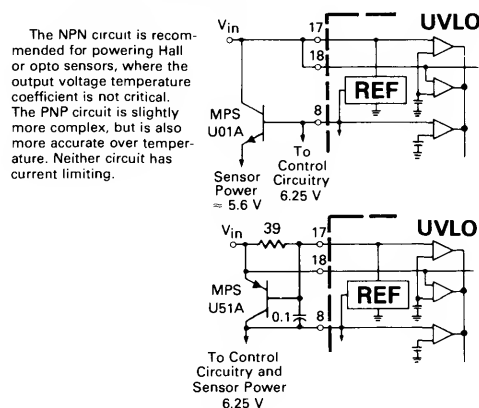 The NPN circuit is recom-
mended for powering Hall
or opto sensors, where the
output voltage temperature
coefficient is not critical.
The PNP circuit is slightly
more complex, but is also
more accurate over temper-
ature. Neither circuit has
current limiting.
Vin
17
UVLO
18
REF
MPS
U01A
8
To
Control
Circuitry
6.25 V
Sensor
Power
≈ 5.6 V
Vin
39
17
UVLO
18
REF
MPS
U51A
0.1
8
To Control
Circuitry and
Sensor Power
6.25 V